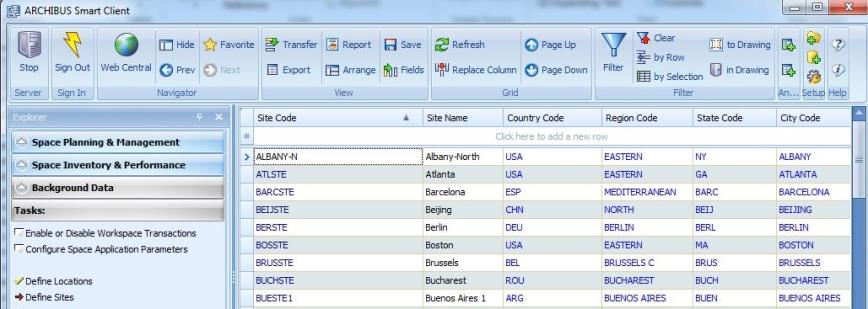 ARCHIBUS Smart Client
Stop Sign Out Web Central Hide Favorite Prev Next Transfer Report Save Export Arrange Fields Refresh Page Up Replace Column Page Down Filter Clear by Row by Selection to Drawing in Drawing
Server Sign In Navigator View Grid Filter An... Setup Help
Explorer
Space Planning & Management
Space Inventory & Performance
Background Data
Tasks:
Enable or Disable Workspace Transactions
Configure Space Application Parameters
Define Locations
Define Sites
Site Code Site Name Country Code Region Code State Code City Code
Click here to add a new row
ALBANY-N Albany-North USA EASTERN NY ALBANY
ATLSTE Atlanta USA EASTERN GA ATLANTA
BARCSTE Barcelona ESP MEDITERRANEAN BARC BARCELONA
BEIJSTE Beijing CHN NORTH BEIJ BEIJING
BERSTE Berlin DEU BERLIN BERL BERLIN
BOSSTE Boston USA EASTERN MA BOSTON
BRUSSTE Brussels BEL BRUSSELS C BRUS BRUSSELS
BUCHSTE Bucharest ROU BUCHAREST BUCH BUCHAREST
BUESTE1 Buenos Aires 1 ARG BUENOS AIRES BUEN BUENOS AIRES